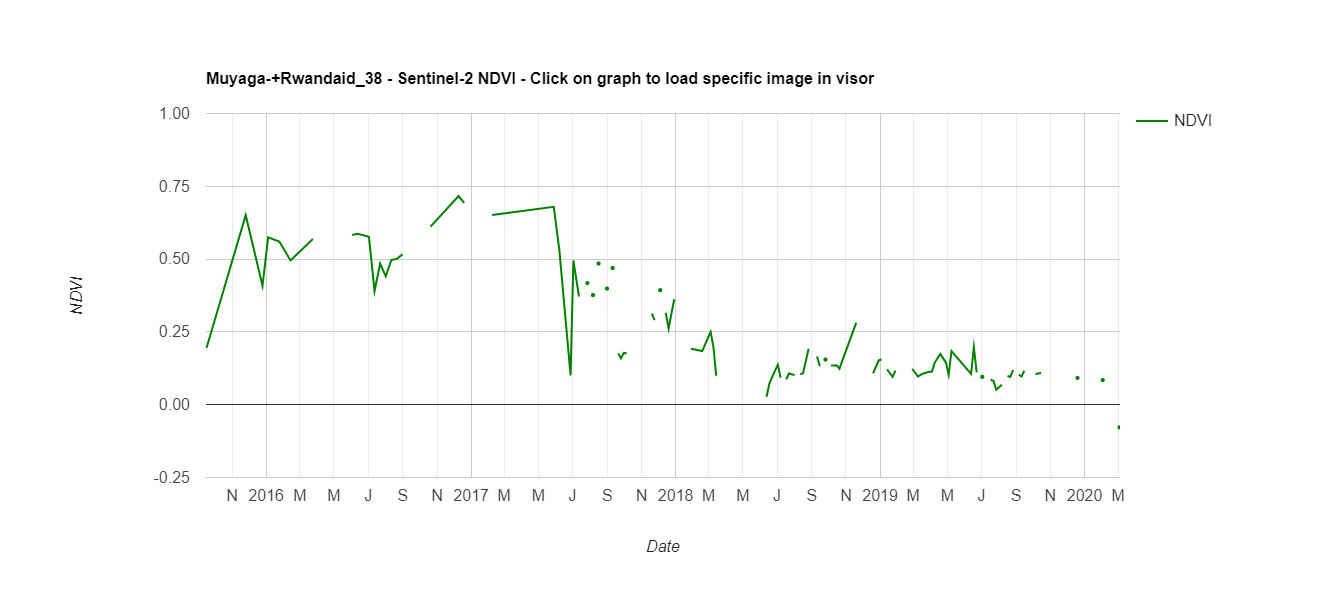 Muyaga-+Rwandaid_38 - Sentinel-2 NDVI - Click on graph to load specific image in visor
1.00
NDVI
0.75
0.50
0.25
0.00
-0.25
NDVI
N 2016 M M J S N 2017 M M J S N 2018 M M J S N 2019 M M J S N 2020 M
Date